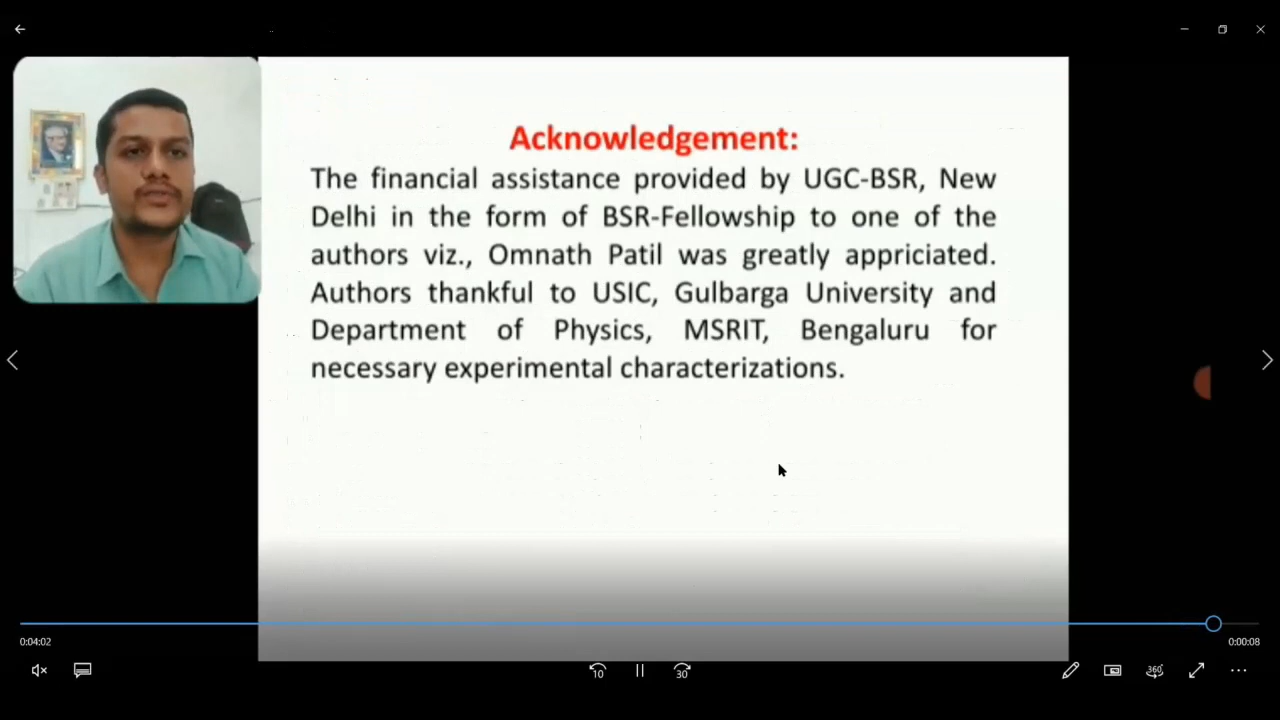 Acknowledgement:
The financial assistance provided by UGC-BSR, New
Delhi in the form of BSR-Fellowship to one of the
authors viz., Omnath Patil was greatly appriciated.
Authors thankful to USIC, Gulbarga University and
Department of Physics, MSRIT, Bengaluru for
necessary experimental characterizations.
0:04:02
0:00:08
10
30
360